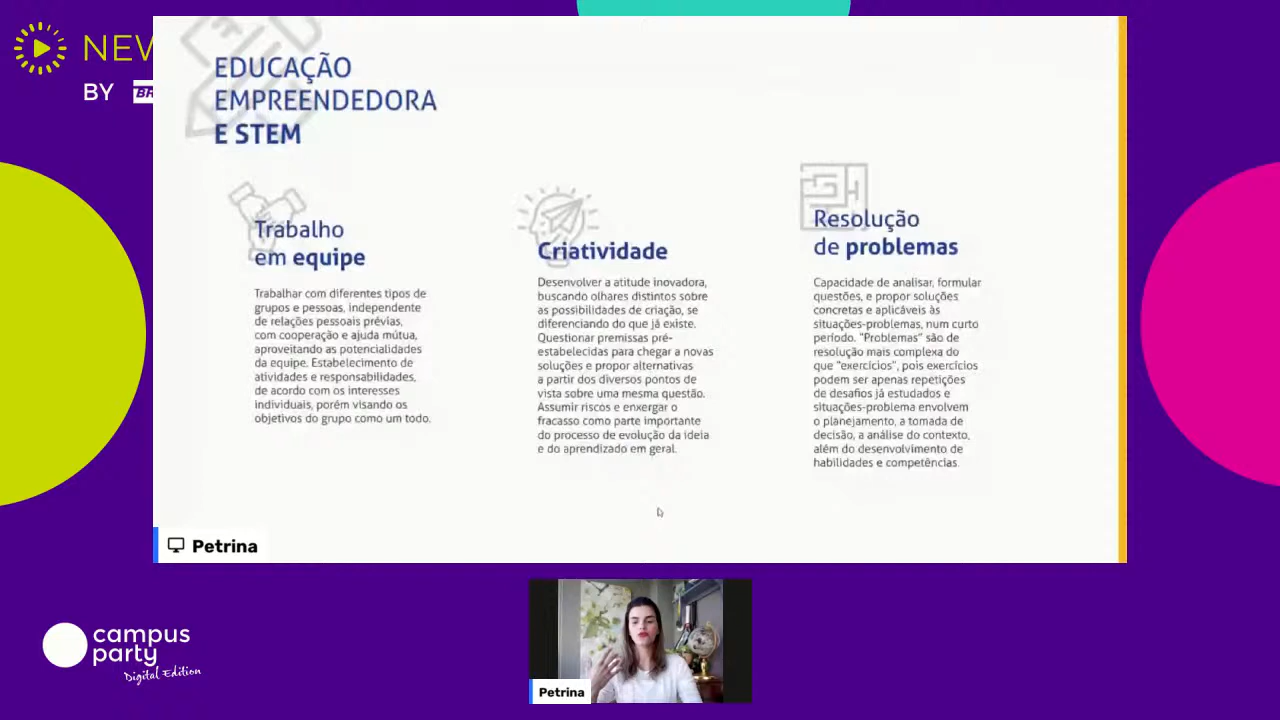 NEW
BY BR
EDUCAÇÃO
EMPREENDEDORA
E STEM
Trabalho
em equipe
Trabalhar com diferentes tipos de
grupos e pessoas, independente
de relações pessoais prévias,
com cooperação e ajuda mútua,
aproveitando as potencialidades
da equipe. Estabelecimento de
atividades e responsabilidades,
de acordo com os interesses
individuais, porém visando os
objetivos do grupo como um todo.
Criatividade
Desenvolver a atitude inovadora,
buscando olhares distintos sobre
as possibilidades de criação, se
diferenciando do que já existe.
Questionar premissas pré-
estabelecidas para chegar a novas
soluções e propor alternativas
a partir dos diversos pontos de
vista sobre uma mesma questão.
Assumir riscos e enxergar o
fracasso como parte importante
do processo de evolução da ideia
e do aprendizado em geral.
Resolução
de problemas
Capacidade de analisar, formular
questões, e propor soluções
concretas e aplicáveis às
situações-problemas, num curto
período. "Problemas" são de
resolução mais complexa do
que "exercícios", pois exercícios
podem ser apenas repetições
de desafios já estudados e
situações-problema envolvem
o planejamento, a tomada de
decisão, a análise do contexto,
além do desenvolvimento de
habilidades e competências.
Petrina
campus
party
Digital Edition
Petrina